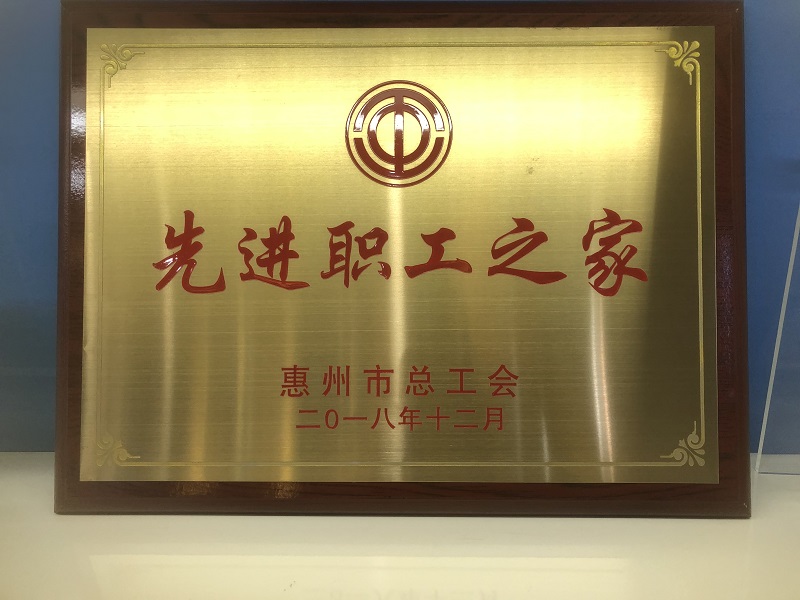 先进职工之家
惠州市总工会
二0一八年十二月